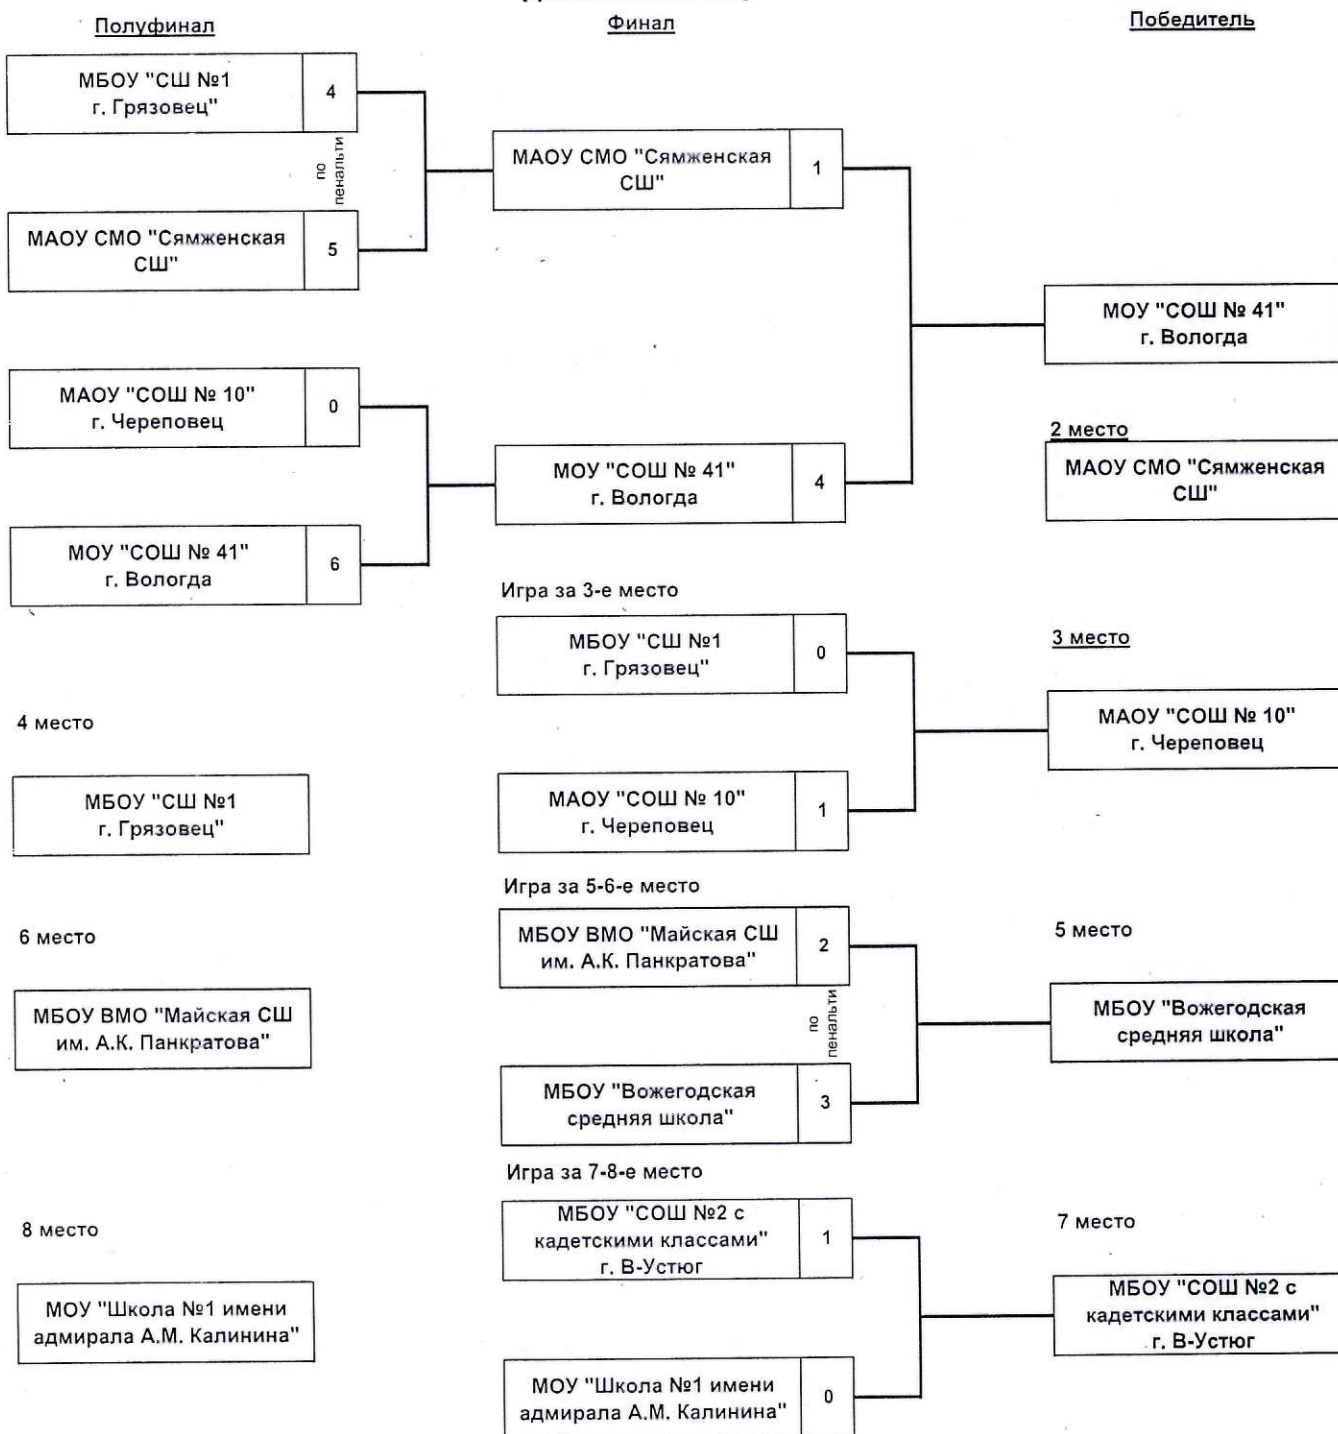 Полуфинал
Финал
Победитель
МБОУ "СШ №1
г. Грязовец"
4
по
пенальти
МАОУ СМО "Сямженская
СШ"
5
МАОУ СМО "Сямженская
СШ"
1
МАОУ "СОШ № 10"
г. Череповец
0
МОУ "СОШ № 41"
г. Вологда
6
МОУ "СОШ № 41"
г. Вологда
4
МОУ "СОШ № 41"
г. Вологда
2 место
МАОУ СМО "Сямженская
СШ"
Игра за 3-е место
МБОУ "СШ №1
г. Грязовец"
0
МАОУ "СОШ № 10"
г. Череповец
1
3 место
МАОУ "СОШ № 10"
г. Череповец
4 место
МБОУ "СШ №1
г. Грязовец"
Игра за 5-6-е место
МБОУ ВМО "Майская СШ
им. А.К. Панкратова"
2
по
пенальти
МБОУ "Вожегодская
средняя школа"
3
5 место
МБОУ "Вожегодская
средняя школа"
6 место
МБОУ ВМО "Майская СШ
им. А.К. Панкратова"
Игра за 7-8-е место
МБОУ "СОШ №2 с
кадетскими классами"
г. В-Устюг
1
МОУ "Школа №1 имени
адмирала А.М. Калинина"
0
7 место
МБОУ "СОШ №2 с
кадетскими классами"
г. В-Устюг
8 место
МОУ "Школа №1 имени
адмирала А.М. Калинина"